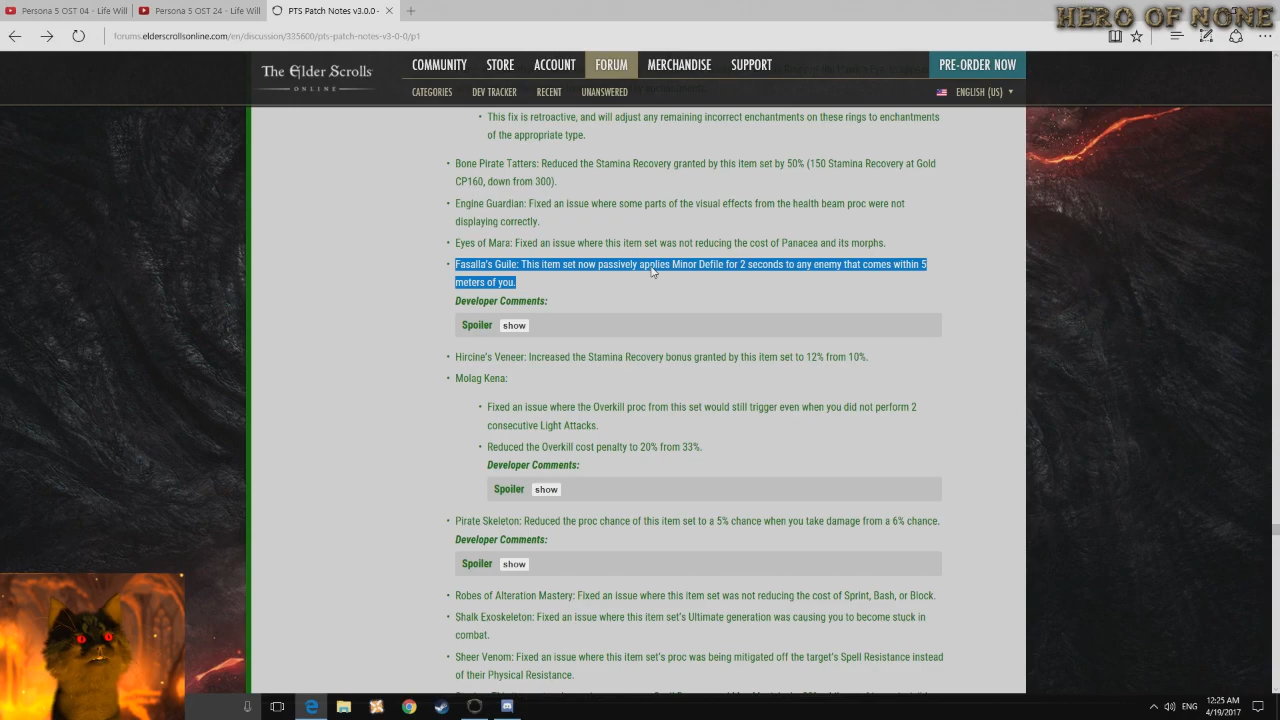 Persona 5 OST 04 Life Will
Persona 5 OST 24 - Life Will
PTS Patch Notes v3.0.0 -
HERO OF NONE
forums.elderscrollsonline.com/en/discussion/335600/pts-patch-notes-v3-0-0/p1
The Elder Scrolls
ONLINE
COMMUNITY STORE ACCOUNT FORUM MERCHANDISE SUPPORT
PRE-ORDER NOW
CATEGORIES DEV TRACKER RECENT UNANSWERED
ENGLISH (US)
• This fix is retroactive, and will adjust any remaining incorrect enchantments on these rings to enchantments
of the appropriate type.
• Bone Pirate Tatters: Reduced the Stamina Recovery granted by this item set by 50% (150 Stamina Recovery at Gold
CP160, down from 300).
• Engine Guardian: Fixed an issue where some parts of the visual effects from the health beam proc were not
displaying correctly.
• Eyes of Mara: Fixed an issue where this item set was not reducing the cost of Panacea and its morphs.
• Fasalla's Guile: This item set now passively applies Minor Defile for 2 seconds to any enemy that comes within 5
meters of you.
Developer Comments:
Spoiler show
• Hircine's Veneer: Increased the Stamina Recovery bonus granted by this item set to 12% from 10%.
• Molag Kena:
• Fixed an issue where the Overkill proc from this set would still trigger even when you did not perform 2
consecutive Light Attacks.
• Reduced the Overkill cost penalty to 20% from 33%.
Developer Comments:
Spoiler show
• Pirate Skeleton: Reduced the proc chance of this item set to a 5% chance when you take damage from a 6% chance.
Developer Comments:
Spoiler show
• Robes of Alteration Mastery: Fixed an issue where this item set was not reducing the cost of Sprint, Bash, or Block.
• Shalk Exoskeleton: Fixed an issue where this item set's Ultimate generation was causing you to become stuck in
combat.
• Sheer Venom: Fixed an issue where this item set's proc was being mitigated off the target's Spell Resistance instead
of their Physical Resistance.
ENG
12:25 AM
4/19/2017